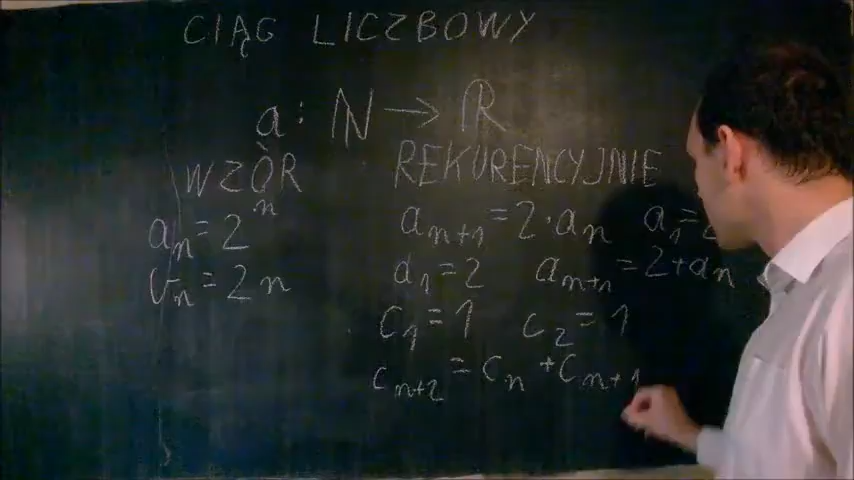 CIĄG LICZBOWY
a : ℕ → ℝ
WZÓR REKURENCYJNIE
aₙ = 2ⁿ aₙ₊₁ = 2·aₙ a₁ =
= 2n a₁ = 2 aₙ₊₁ = 2+aₙ
c₁ = 1 c₂ = 1
cₙ₊₂ = cₙ + cₙ₊₁